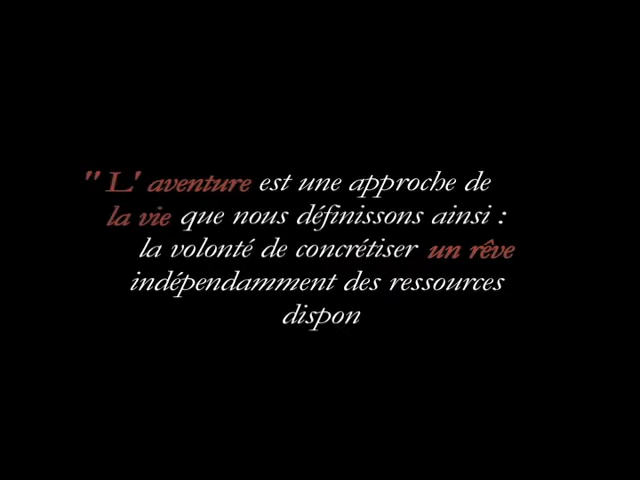 " L' aventure est une approche de
la vie que nous définissons ainsi :
la volonté de concrétiser un rêve
indépendamment des ressources
dispon